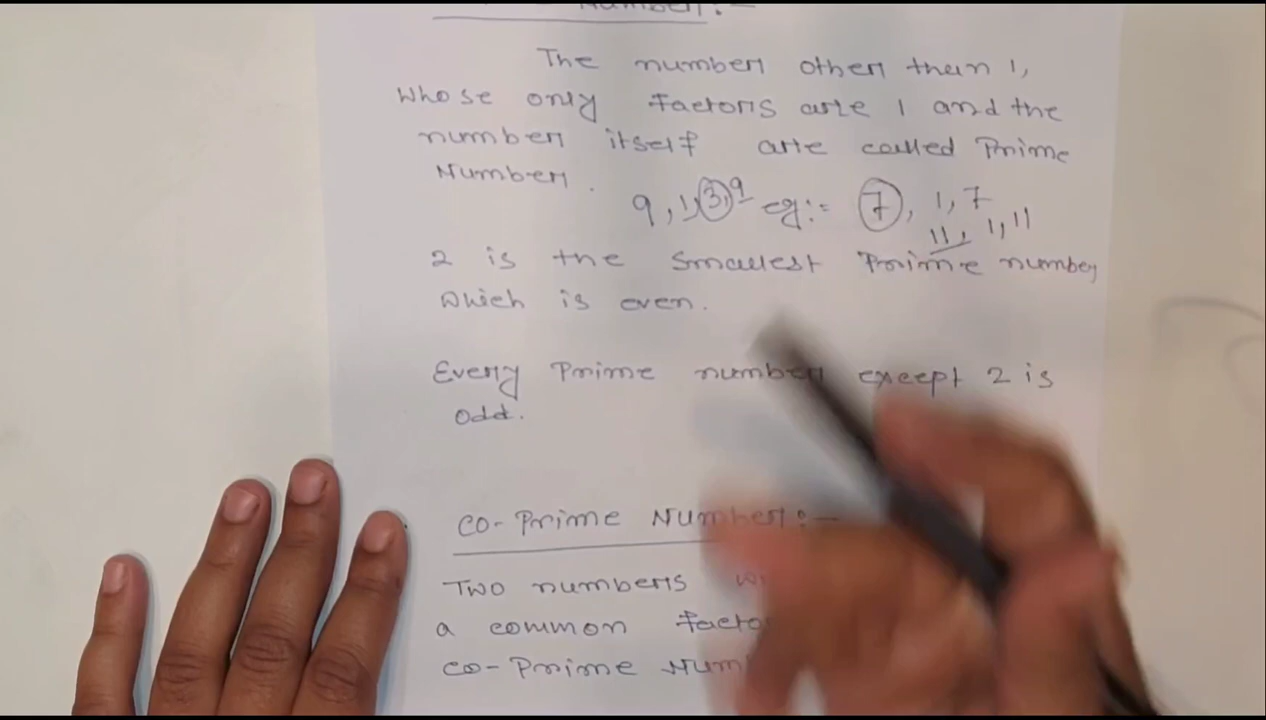 Number:-
The number other than 1,
whose only factors are 1 and the
number itself are called Prime
Number.
9, 1, 3, 9 eg:- 7, 1, 7
11, 1, 11
2 is the smallest Prime number
which is even.
Every Prime number except 2 is
odd.
CO-Prime Number:-
Two numbers
a common
co-Prime